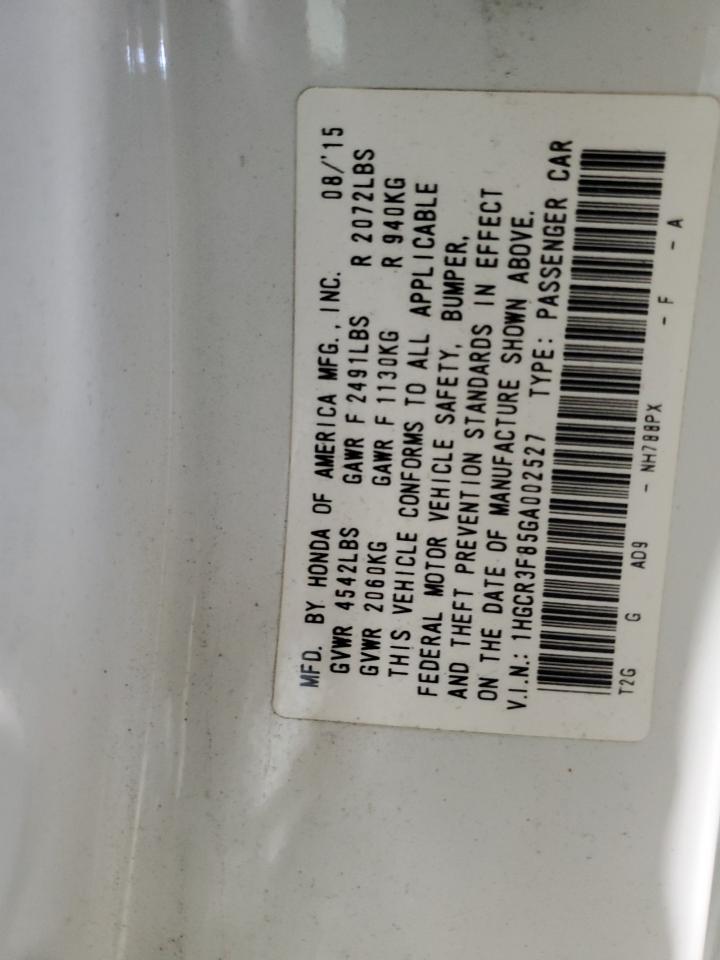 MFD. BY HONDA OF AMERICA MFG., INC. 08/'15
GVWR 4542LBS GAWR F 2491LBS R 2072LBS
GVWR 2060KG GAWR F 1130KG R 940KG
THIS VEHICLE CONFORMS TO ALL APPLICABLE
FEDERAL MOTOR VEHICLE SAFETY, BUMPER,
AND THEFT PREVENTION STANDARDS IN EFFECT
ON THE DATE OF MANUFACTURE SHOWN ABOVE.
V.I.N.: 1HGCR3F85GA002527 TYPE: PASSENGER CAR
T2G G AD9 - NH788PX - F - A